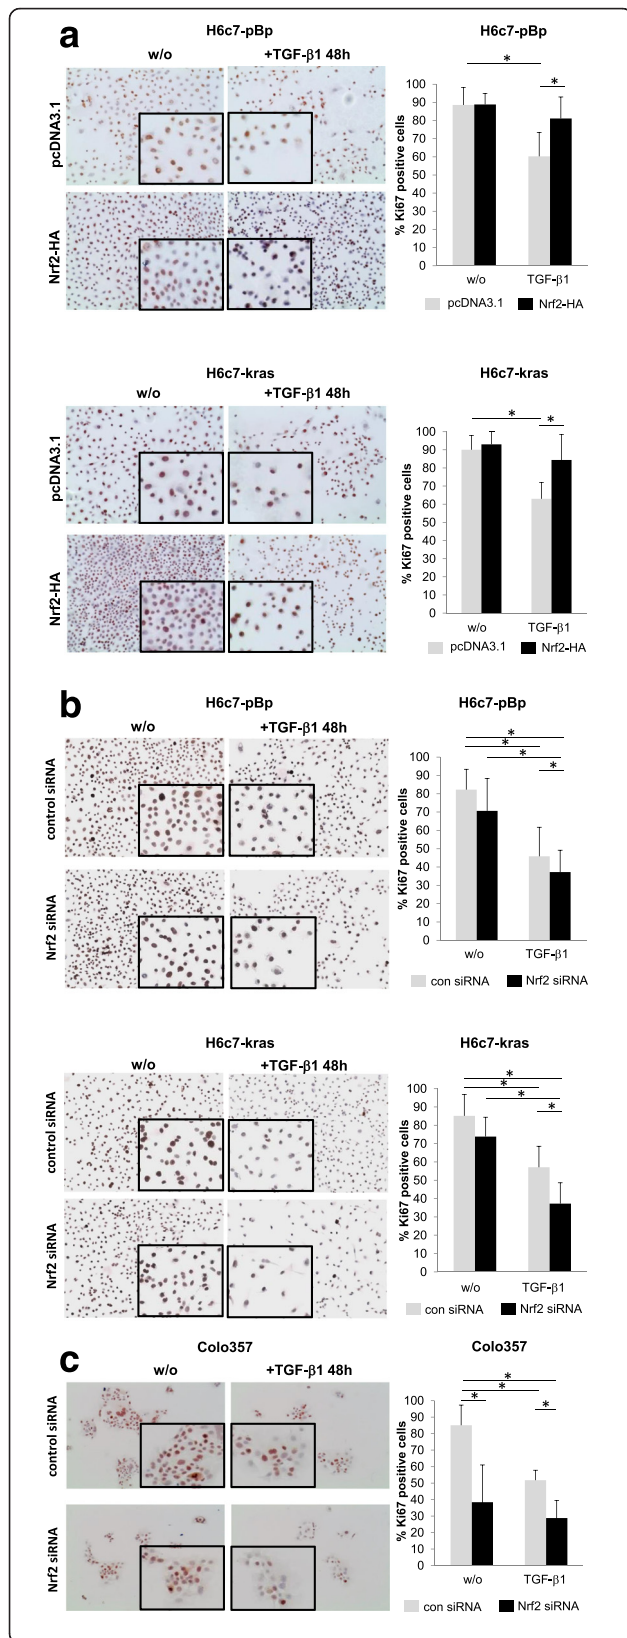 a
H6c7-pBp
w/o
+TGF-β1 48h
pcDNA3.1
Nrf2-HA
H6c7-pBp
% Ki67 positive cells
100
90
80
70
60
50
40
30
20
10
0
*
*
w/o
TGF-β1
pcDNA3.1
Nrf2-HA
H6c7-kras
w/o
+TGF-β1 48h
pcDNA3.1
Nrf2-HA
H6c7-kras
% Ki67 positive cells
100
90
80
70
60
50
40
30
20
10
0
*
*
w/o
TGF-β1
pcDNA3.1
Nrf2-HA
b
H6c7-pBp
w/o
+TGF-β1 48h
control siRNA
Nrf2 siRNA
H6c7-pBp
% Ki67 positive cells
100
90
80
70
60
50
40
30
20
10
0
*
*
*
*
w/o
TGF-β1
con siRNA
Nrf2 siRNA
H6c7-kras
w/o
+TGF-β1 48h
control siRNA
Nrf2 siRNA
H6c7-kras
% Ki67 positive cells
100
90
80
70
60
50
40
30
20
10
0
*
*
*
*
w/o
TGF-β1
con siRNA
Nrf2 siRNA
c
Colo357
w/o
+TGF-β1 48h
control siRNA
Nrf2 siRNA
Colo357
% Ki67 positive cells
100
90
80
70
60
50
40
30
20
10
0
*
*
*
*
w/o
TGF-β1
con siRNA
Nrf2 siRNA